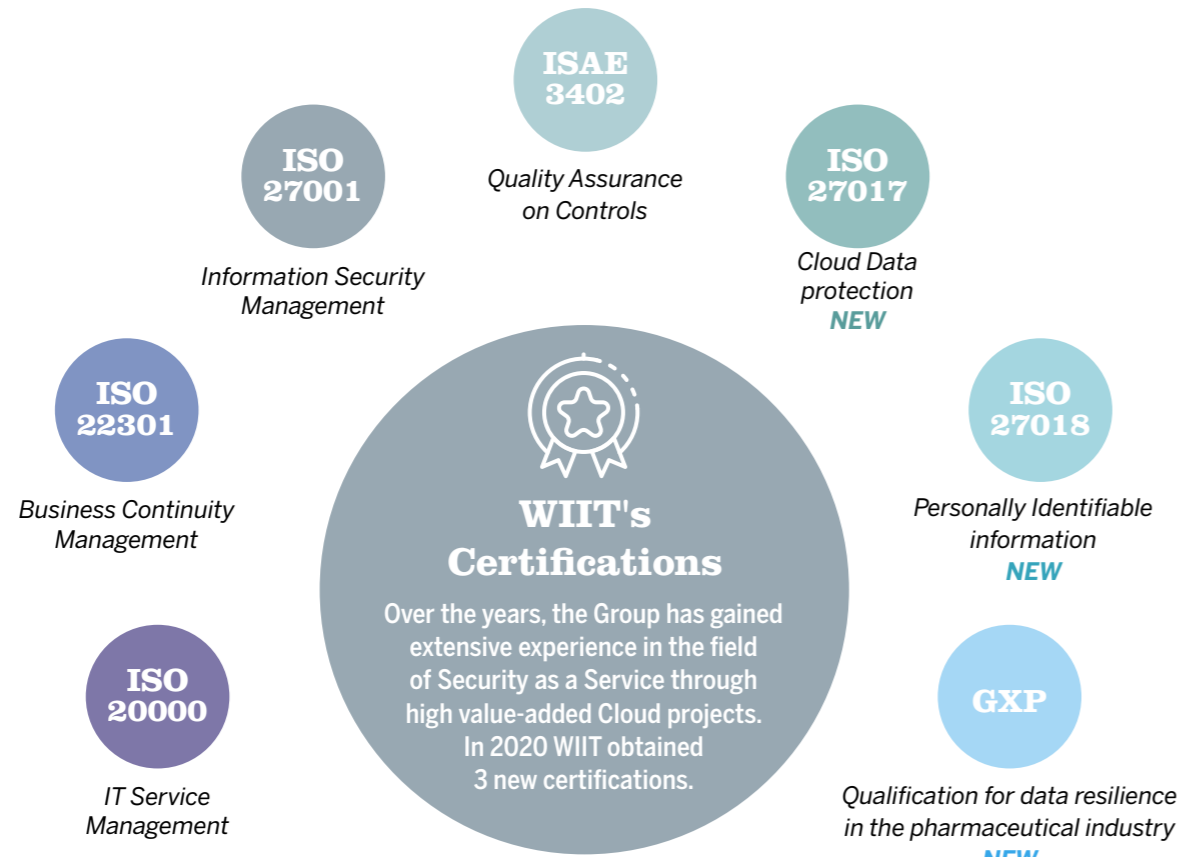 ISAE
3402
Quality Assurance
on Controls
ISO
27001
Information Security
Management
ISO
27017
Cloud Data
protection
NEW
ISO
22301
Business Continuity
Management
ISO
27018
Personally Identifiable
information
NEW
WIIT's
Certifications
Over the years, the Group has gained
extensive experience in the field
of Security as a Service through
high value-added Cloud projects.
In 2020 WIIT obtained
3 new certifications.
ISO
20000
IT Service
Management
GXP
Qualification for data resilience
in the pharmaceutical industry
NEW